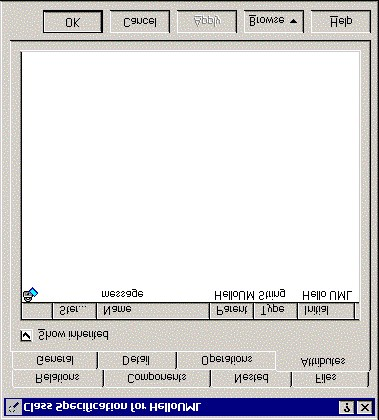 Class Specification for HelloUML
Relations Components Nested Files
General Detail Operations Attributes
Show inherited
Ster... Name Parent Type Initial
message HelloUM String Hello UML
OK Cancel Apply Browse Help